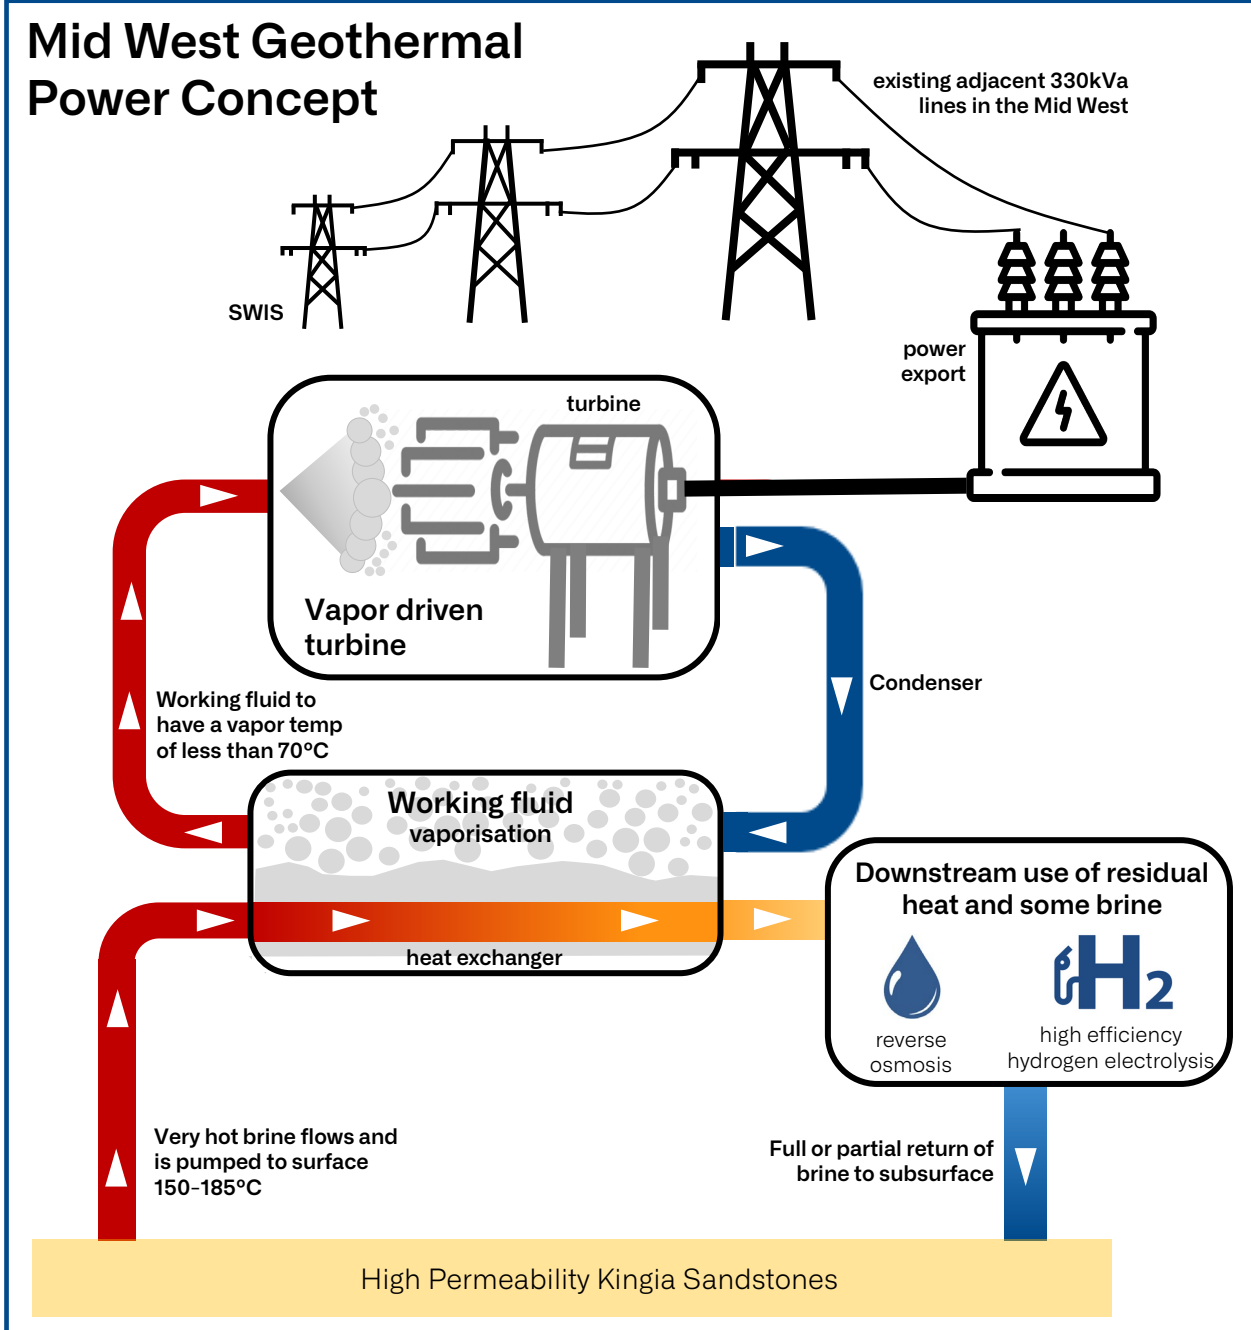 Mid West Geothermal
Power Concept
existing adjacent 330kVa
lines in the Mid West
SWIS
power
export
turbine
Vapor driven
turbine
Condenser
Working fluid to
have a vapor temp
of less than 70°C
Working fluid
vaporisation
heat exchanger
Downstream use of residual
heat and some brine
H2
reverse
osmosis
high efficiency
hydrogen electrolysis
Very hot brine flows and
is pumped to surface
150-185°C
Full or partial return of
brine to subsurface
High Permeability Kingia Sandstones